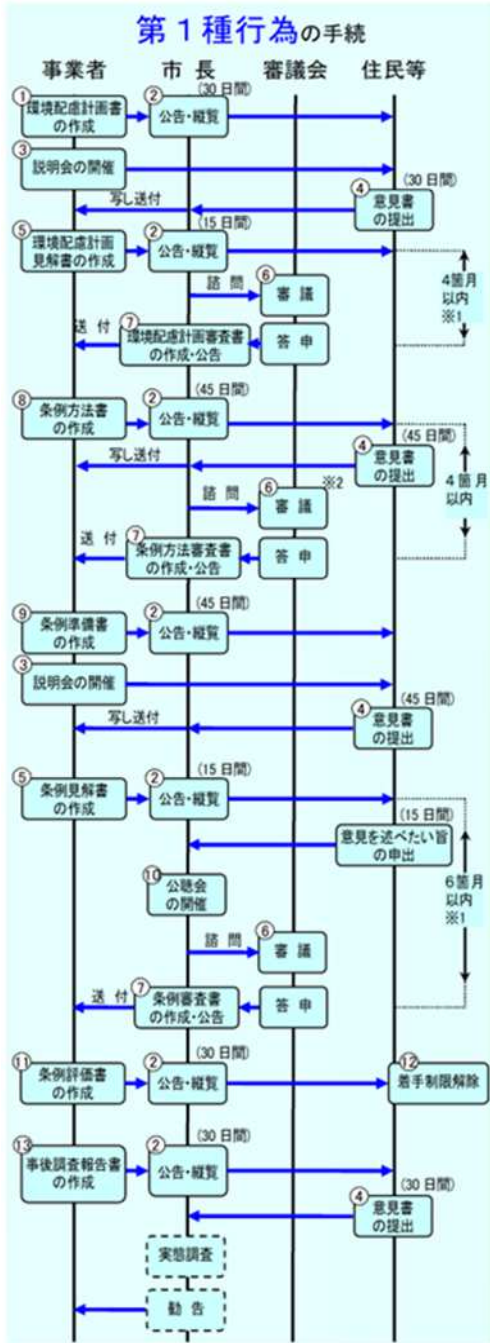 第１種行為の手続
事業者 市長 審議会 住民等
① 環境配慮計画書
の作成
② (30日間)
公告・縦覧
③ 説明会の開催
④ (30日間)
意見書
の提出
写し送付
⑤ 環境配慮計画
見解書の作成
② (15日間)
公告・縦覧
諮問
⑥ 審議
4箇月
以内
※1
答申
⑦ 環境配慮計画審査書
の作成・公告
送付
⑧ 条例方法書
の作成
② (45日間)
公告・縦覧
④ (45日間)
意見書
の提出
写し送付
諮問
⑥ 審議
※2
4箇月
以内
答申
⑦ 条例方法審査書
の作成・公告
送付
⑨ 条例準備書
の作成
② (45日間)
公告・縦覧
③ 説明会の開催
④ (45日間)
意見書
の提出
写し送付
⑤ 条例見解書
の作成
② (15日間)
公告・縦覧
(15日間)
意見を述べたい旨
の申出
⑩ 公聴会
の開催
6箇月
以内
※1
諮問
⑥ 審議
答申
⑦ 条例審査書
の作成・公告
送付
⑪ 条例評価書
の作成
② (30日間)
公告・縦覧
⑫ 着手制限解除
⑬ 事後調査報告書
の作成
② (30日間)
公告・縦覧
④ (30日間)
意見書
の提出
実態調査
勧告